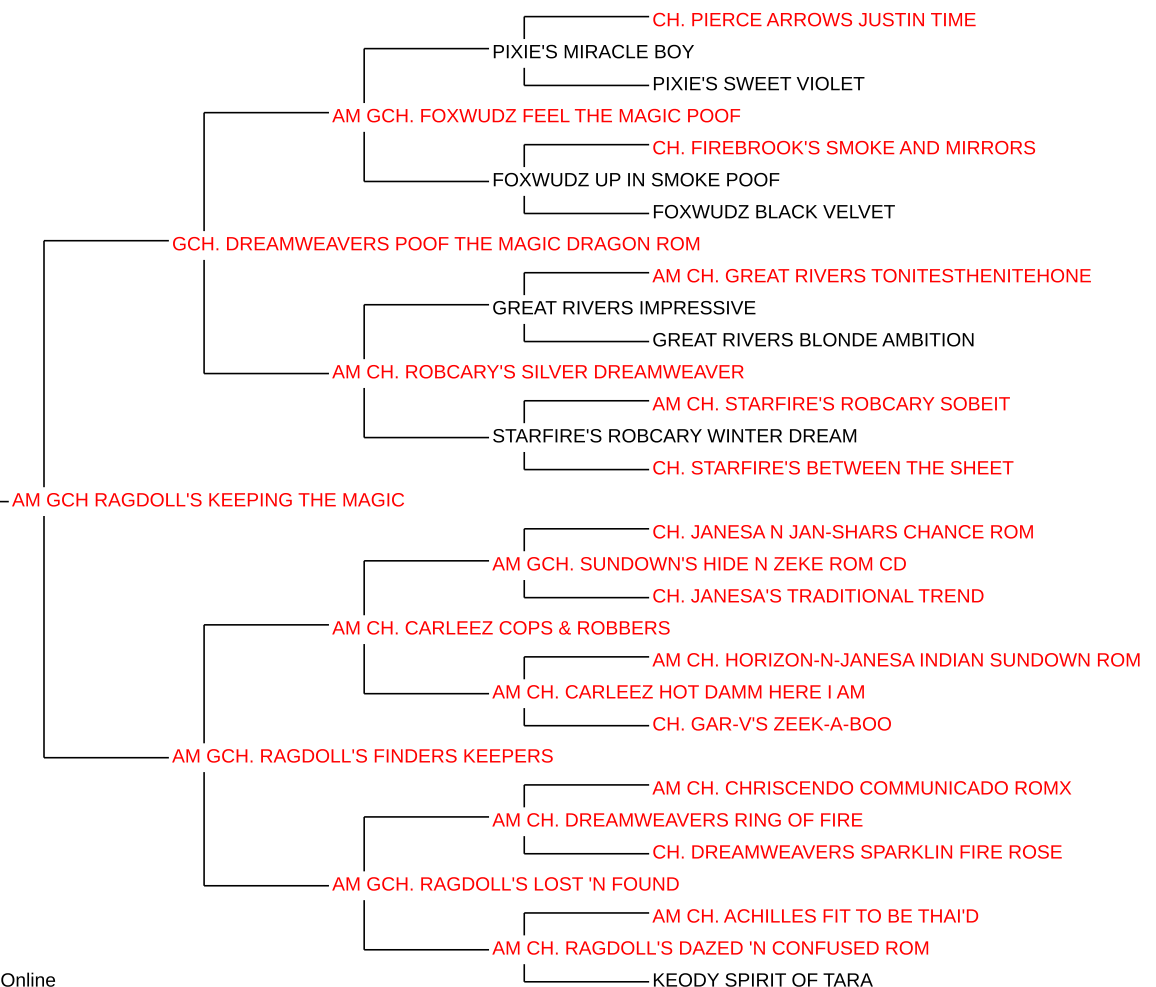 CH. PIERCE ARROWS JUSTIN TIME
PIXIE'S MIRACLE BOY
PIXIE'S SWEET VIOLET
AM GCH. FOXWUDZ FEEL THE MAGIC POOF
CH. FIREBROOK'S SMOKE AND MIRRORS
FOXWUDZ UP IN SMOKE POOF
FOXWUDZ BLACK VELVET
GCH. DREAMWEAVERS POOF THE MAGIC DRAGON ROM
AM CH. GREAT RIVERS TONITESTHENITEHONE
GREAT RIVERS IMPRESSIVE
GREAT RIVERS BLONDE AMBITION
AM CH. ROBCARY'S SILVER DREAMWEAVER
AM CH. STARFIRE'S ROBCARY SOBEIT
STARFIRE'S ROBCARY WINTER DREAM
CH. STARFIRE'S BETWEEN THE SHEET
AM GCH RAGDOLL'S KEEPING THE MAGIC
CH. JANESA N JAN-SHARS CHANCE ROM
AM GCH. SUNDOWN'S HIDE N ZEKE ROM CD
CH. JANESA'S TRADITIONAL TREND
AM CH. CARLEEZ COPS & ROBBERS
AM CH. HORIZON-N-JANESA INDIAN SUNDOWN ROM
AM CH. CARLEEZ HOT DAMM HERE I AM
CH. GAR-V'S ZEEK-A-BOO
AM GCH. RAGDOLL'S FINDERS KEEPERS
AM CH. CHRISCENDO COMMUNICADO ROMX
AM CH. DREAMWEAVERS RING OF FIRE
CH. DREAMWEAVERS SPARKLIN FIRE ROSE
AM GCH. RAGDOLL'S LOST 'N FOUND
AM CH. ACHILLES FIT TO BE THAI'D
AM CH. RAGDOLL'S DAZED 'N CONFUSED ROM
KEODY SPIRIT OF TARA
Online